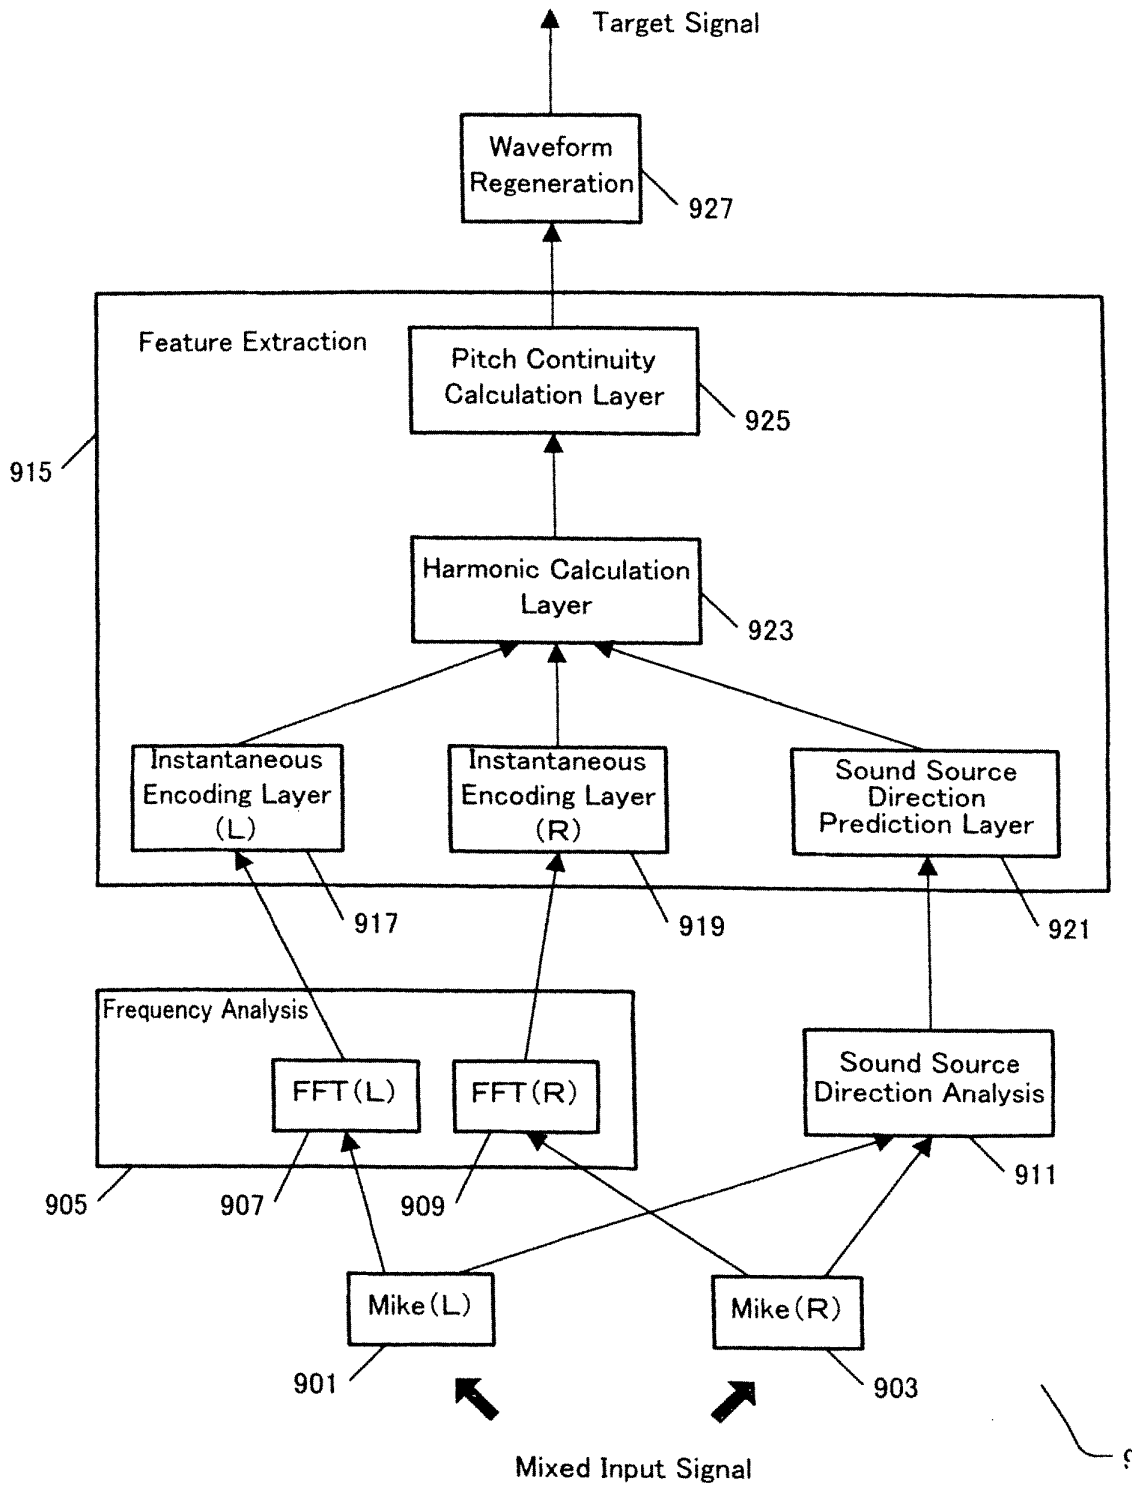 Target Signal
Waveform
Regeneration
927
Feature Extraction
Pitch Continuity
Calculation Layer
925
915
Harmonic Calculation
Layer
923
Instantaneous
Encoding Layer
(L)
Instantaneous
Encoding Layer
(R)
Sound Source
Direction
Prediction Layer
917
919
921
Frequency Analysis
FFT(L)
FFT(R)
Sound Source
Direction Analysis
905
907
909
911
Mike(L)
Mike(R)
901
903
Mixed Input Signal